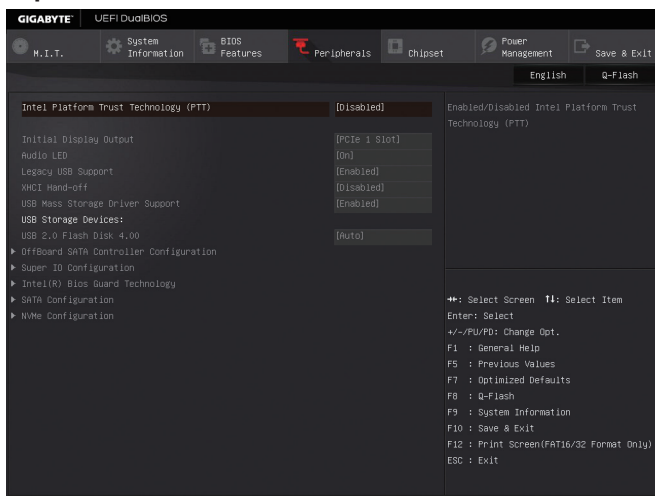 GIGABYTE™ UEFI DualBIOS
M.I.T.
System Information
BIOS Features
Peripherals
Chipset
Power Management
Save & Exit
English Q-Flash
Intel Platform Trust Technology (PTT) [Disabled]
Initial Display Output [PCIe 1 Slot]
Audio LED [On]
Legacy USB Support [Enabled]
XHCI Hand-off [Disabled]
USB Mass Storage Driver Support [Enabled]
USB Storage Devices:
USB 2.0 Flash Disk 4.00 [Auto]
OffBoard SATA Controller Configuration
Super IO Configuration
Intel(R) Bios Guard Technology
SATA Configuration
NVMe Configuration
Enabled/Disabled Intel Platform Trust
Technology (PTT)
→←: Select Screen ↑↓: Select Item
Enter: Select
+/-/PU/PD: Change Opt.
F1 : General Help
F5 : Previous Values
F7 : Optimized Defaults
F8 : Q-Flash
F9 : System Information
F10 : Save & Exit
F12 : Print Screen(FAT16/32 Format Only)
ESC : Exit